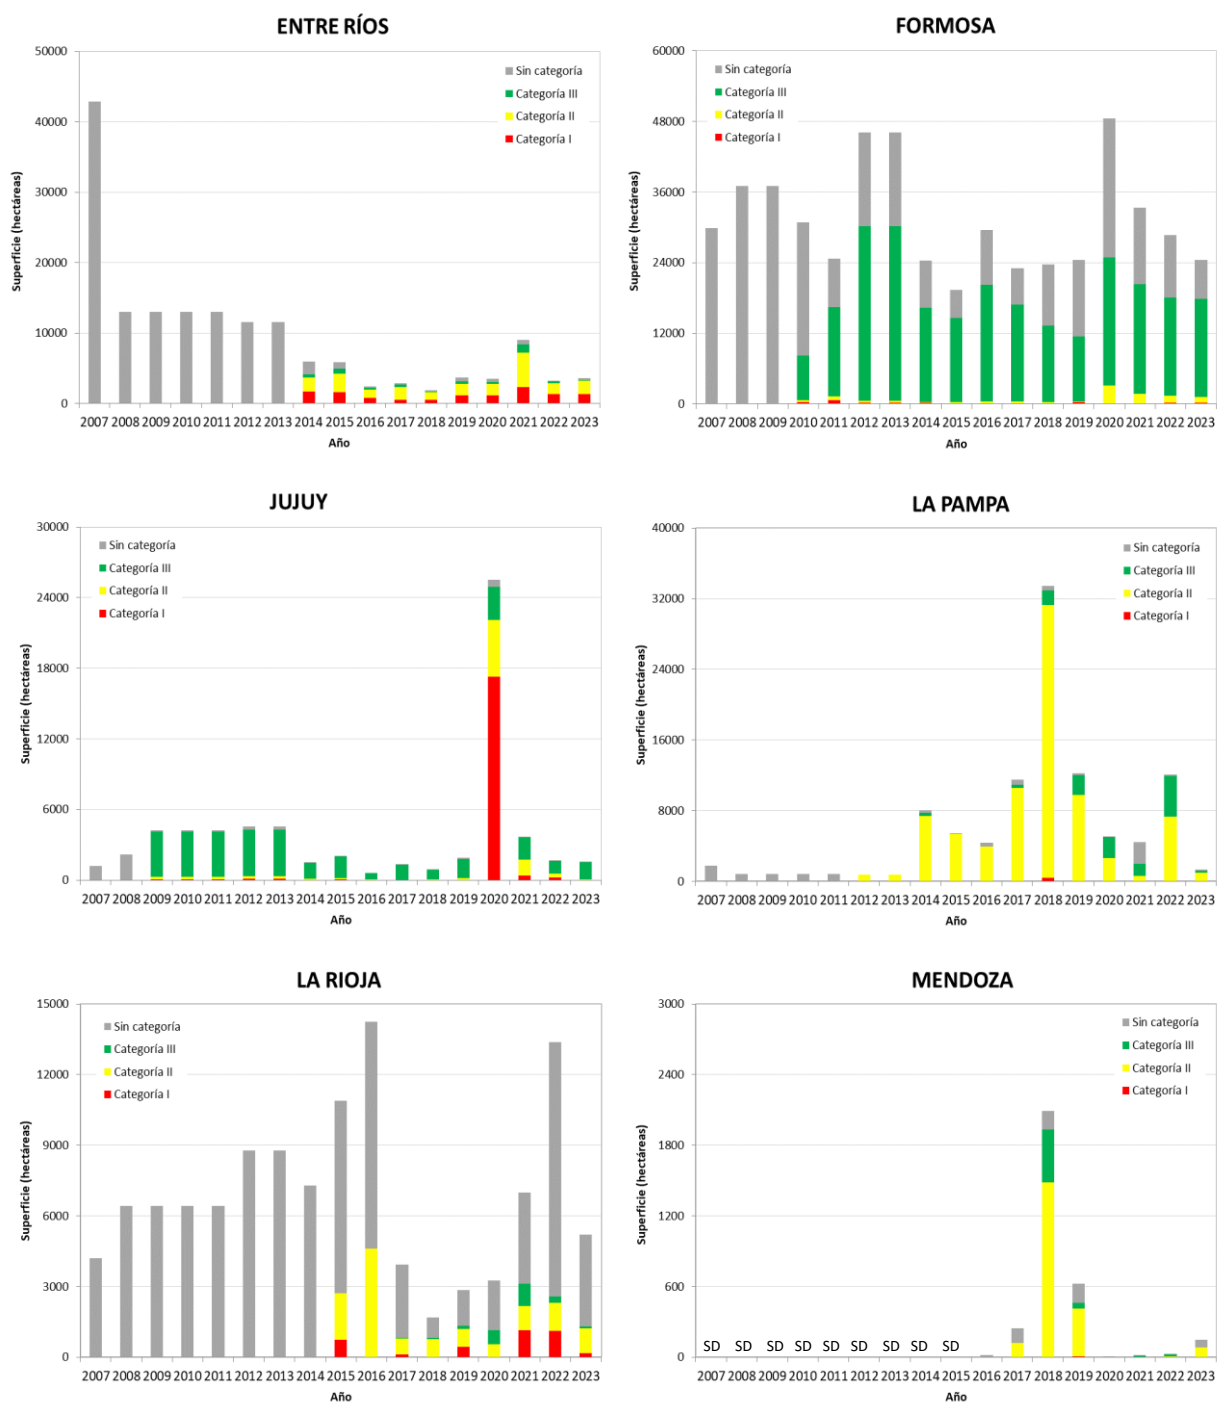 ENTRE RÍOS
50000
40000
30000
20000
10000
0
Superficie (hectáreas)
Sin categoría
Categoría III
Categoría II
Categoría I
2007 2008 2009 2010 2011 2012 2013 2014 2015 2016 2017 2018 2019 2020 2021 2022 2023
Año
FORMOSA
60000
48000
36000
24000
12000
0
Superficie (hectáreas)
Sin categoría
Categoría III
Categoría II
Categoría I
2007 2008 2009 2010 2011 2012 2013 2014 2015 2016 2017 2018 2019 2020 2021 2022 2023
Año
JUJUY
30000
24000
18000
12000
6000
0
Superficie (hectáreas)
Sin categoría
Categoría III
Categoría II
Categoría I
2007 2008 2009 2010 2011 2012 2013 2014 2015 2016 2017 2018 2019 2020 2021 2022 2023
Año
LA PAMPA
40000
32000
24000
16000
8000
0
Superficie (hectáreas)
Sin categoría
Categoría III
Categoría II
Categoría I
2007 2008 2009 2010 2011 2012 2013 2014 2015 2016 2017 2018 2019 2020 2021 2022 2023
Año
LA RIOJA
15000
12000
9000
6000
3000
0
Superficie (hectáreas)
Sin categoría
Categoría III
Categoría II
Categoría I
2007 2008 2009 2010 2011 2012 2013 2014 2015 2016 2017 2018 2019 2020 2021 2022 2023
Año
MENDOZA
3000
2400
1800
1200
600
0
Superficie (hectáreas)
Sin categoría
Categoría III
Categoría II
Categoría I
SD SD SD SD SD SD SD SD SD
2007 2008 2009 2010 2011 2012 2013 2014 2015 2016 2017 2018 2019 2020 2021 2022 2023
Año